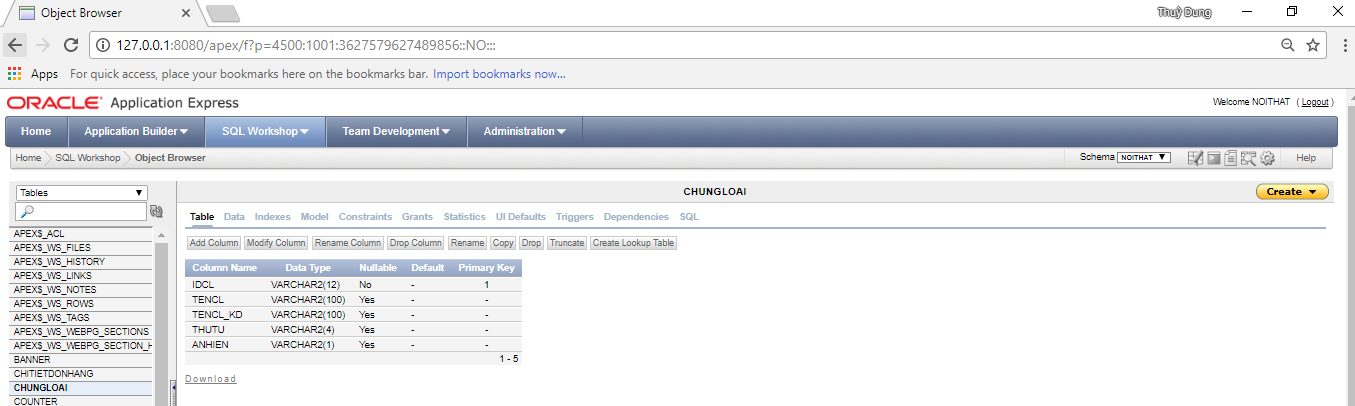 Object Browser
Thuỳ Dung
127.0.0.1:8080/apex/f?p=4500:1001:3627579627489856::NO:::
Apps For quick access, place your bookmarks here on the bookmarks bar. Import bookmarks now...
ORACLE Application Express
Welcome NOITHAT ( Logout )
Home Application Builder SQL Workshop Team Development Administration
Home SQL Workshop Object Browser
Schema NOITHAT Help
Tables
APEX$_ACL
APEX$_WS_FILES
APEX$_WS_HISTORY
APEX$_WS_LINKS
APEX$_WS_NOTES
APEX$_WS_ROWS
APEX$_WS_TAGS
APEX$_WS_WEBPG_SECTIONS
APEX$_WS_WEBPG_SECTION_H
BANNER
CHITIETDONHANG
CHUNGLOAI
COUNTER
CHUNGLOAI
Create
Table Data Indexes Model Constraints Grants Statistics UI Defaults Triggers Dependencies SQL
Add Column Modify Column Rename Column Drop Column Rename Copy Drop Truncate Create Lookup Table
Column Name Data Type Nullable Default Primary Key
IDCL VARCHAR2(12) No - 1
TENCL VARCHAR2(100) Yes - -
TENCL_KD VARCHAR2(100) Yes - -
THUTU VARCHAR2(4) Yes - -
ANHIEN VARCHAR2(1) Yes - -
1 - 5
Download